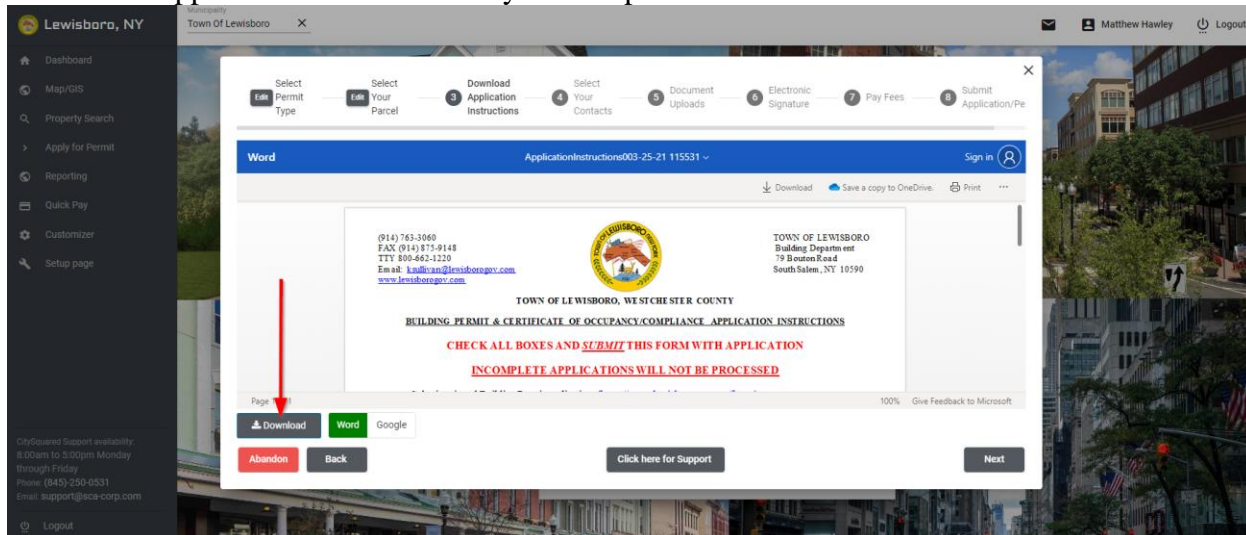 Lewisboro, NY
Municipality
Town Of Lewisboro X
Matthew Hawley
Logout
Dashboard
Map/GIS
Property Search
Apply for Permit
Reporting
Quick Pay
Customizer
Setup page
Edit Select Permit Type
Edit Select Your Parcel
3 Download Application Instructions
4 Select Your Contacts
5 Document Uploads
6 Electronic Signature
7 Pay Fees
8 Submit Application/Pe
Word
ApplicationInstructions003-25-21 115531
Sign in
Download
Save a copy to OneDrive.
Print
...
(914) 763-3060
FAX (914) 875-9148
TTY 800-662-1220
Email: ksullivan@lewisborogov.com
www.lewisborogov.com
TOWN OF LEWISBORO
Building Department
79 Bouton Road
South Salem, NY 10590
TOWN OF LEWISBORO, WESTCHESTER COUNTY
BUILDING PERMIT & CERTIFICATE OF OCCUPANCY/COMPLIANCE APPLICATION INSTRUCTIONS
CHECK ALL BOXES AND SUBMIT THIS FORM WITH APPLICATION
INCOMPLETE APPLICATIONS WILL NOT BE PROCESSED
Page
100%
Give Feedback to Microsoft
Download
Word
Google
Abandon
Back
Click here for Support
Next
CitySquared Support availability:
8:00am to 5:00pm Monday
through Friday
Phone: (845)-250-0531
Email: support@sca-corp.com
Logout